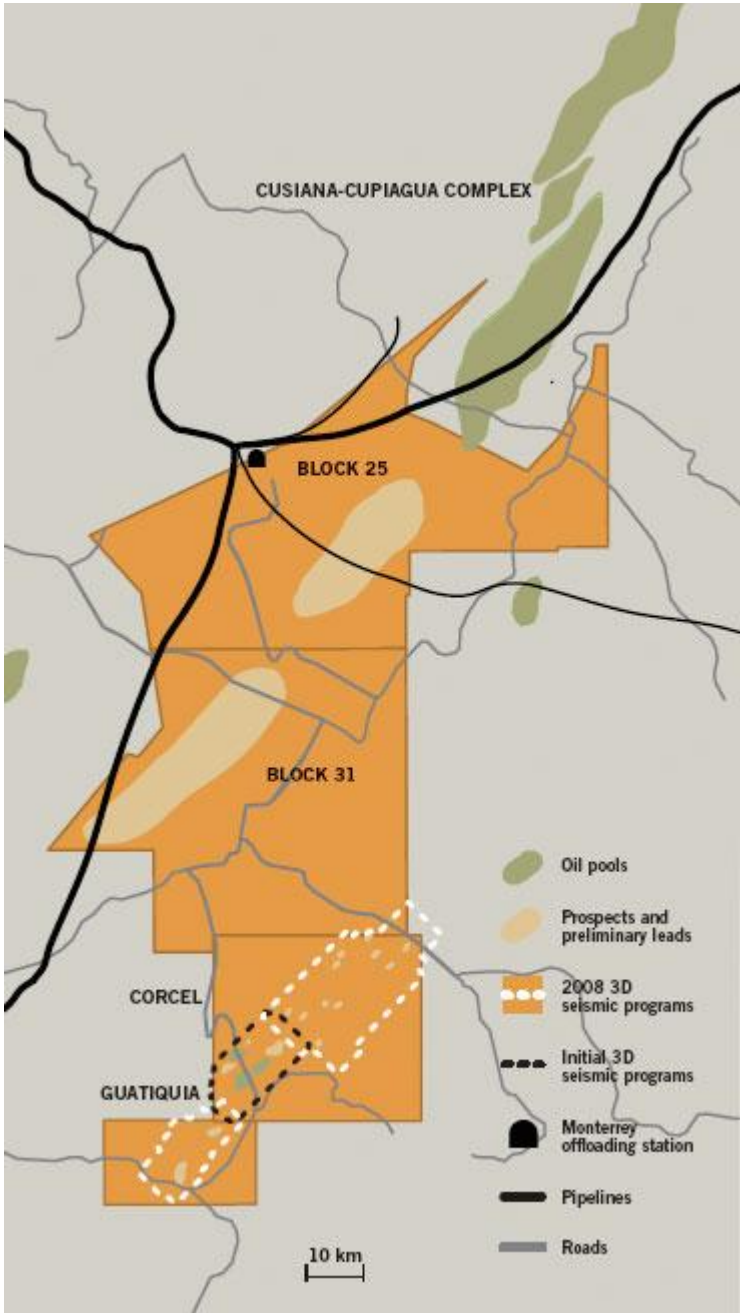 CUSIANA-CUPIAGUA COMPLEX
BLOCK 25
BLOCK 31
Oil pools
Prospects and
preliminary leads
2008 3D
seismic programs
CORCEL
Initial 3D
seismic programs
GUATIQUIA
Monterrey
offloading station
Pipelines
Roads
10 km